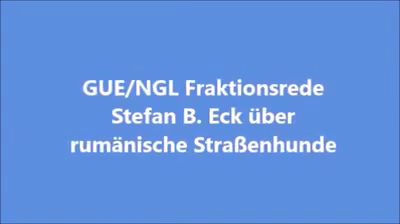 GUE/NGL Fraktionsrede
Stefan B. Eck über
rumänische Straßenhunde